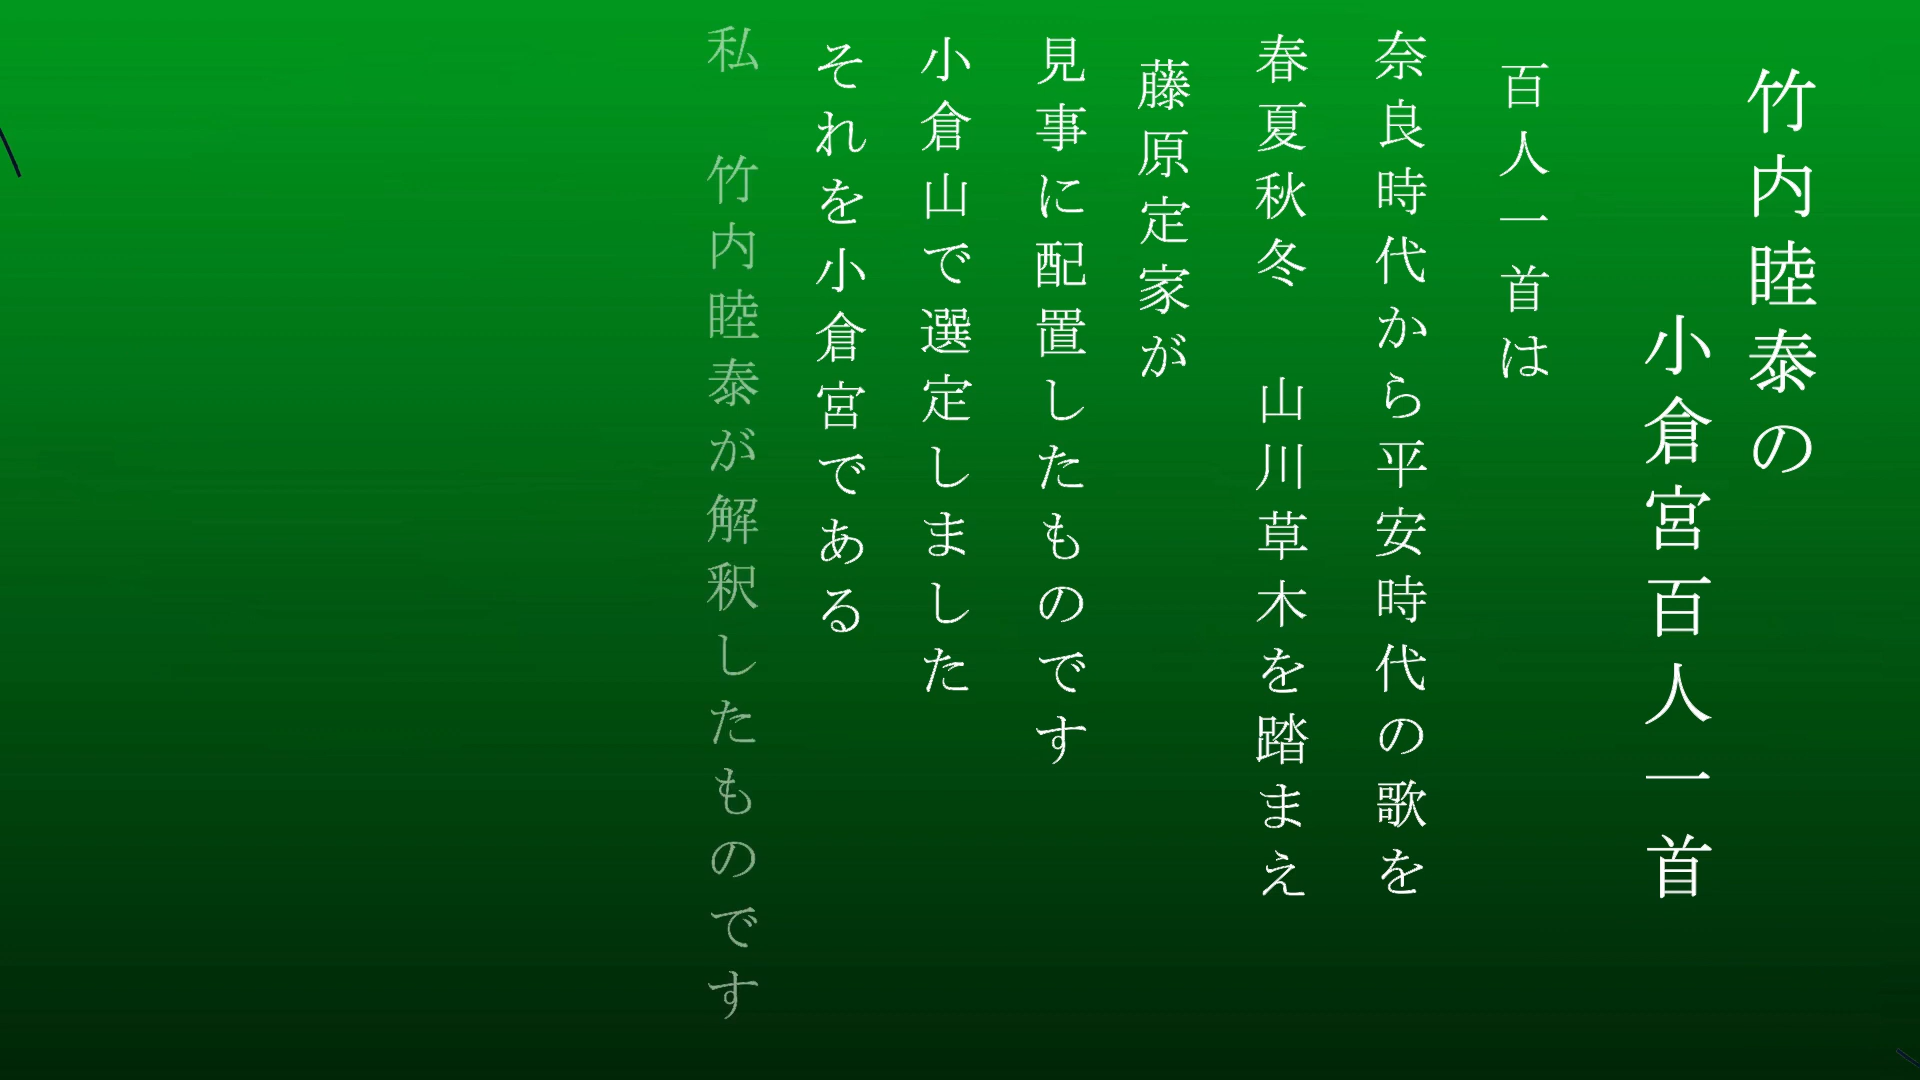 竹内睦泰の
小倉宮百人一首
百人一首は
奈良時代から平安時代の歌を
春夏秋冬　山川草木を踏まえ
藤原定家が
見事に配置したものです
小倉山で選定しました
それを小倉宮である
私　竹内睦泰が解釈したものです